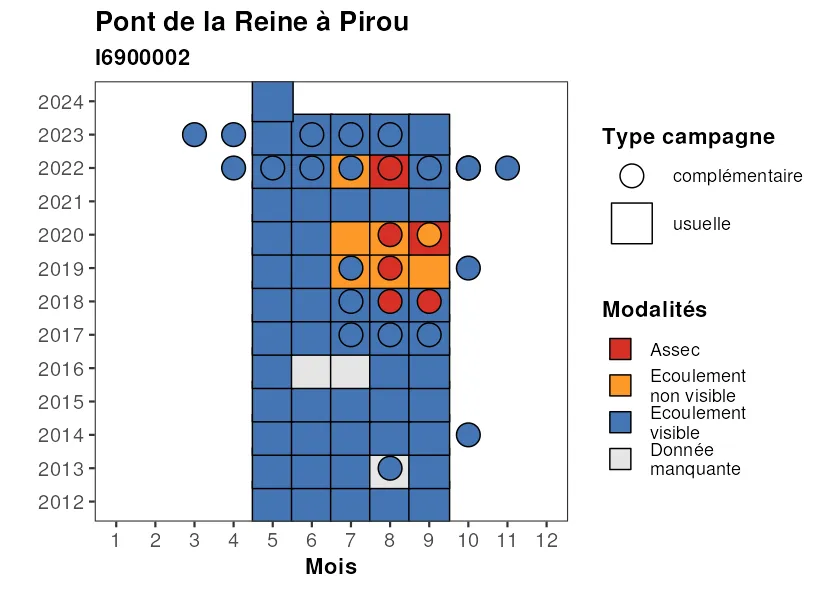 Pont de la Reine à Pirou
I6900002
2024
2023
2022
2021
2020
2019
2018
2017
2016
2015
2014
2013
2012
1 2 3 4 5 6 7 8 9 10 11 12
Mois
Type campagne
complémentaire
usuelle
Modalités
Assec
Ecoulement
non visible
Ecoulement
visible
Donnée
manquante